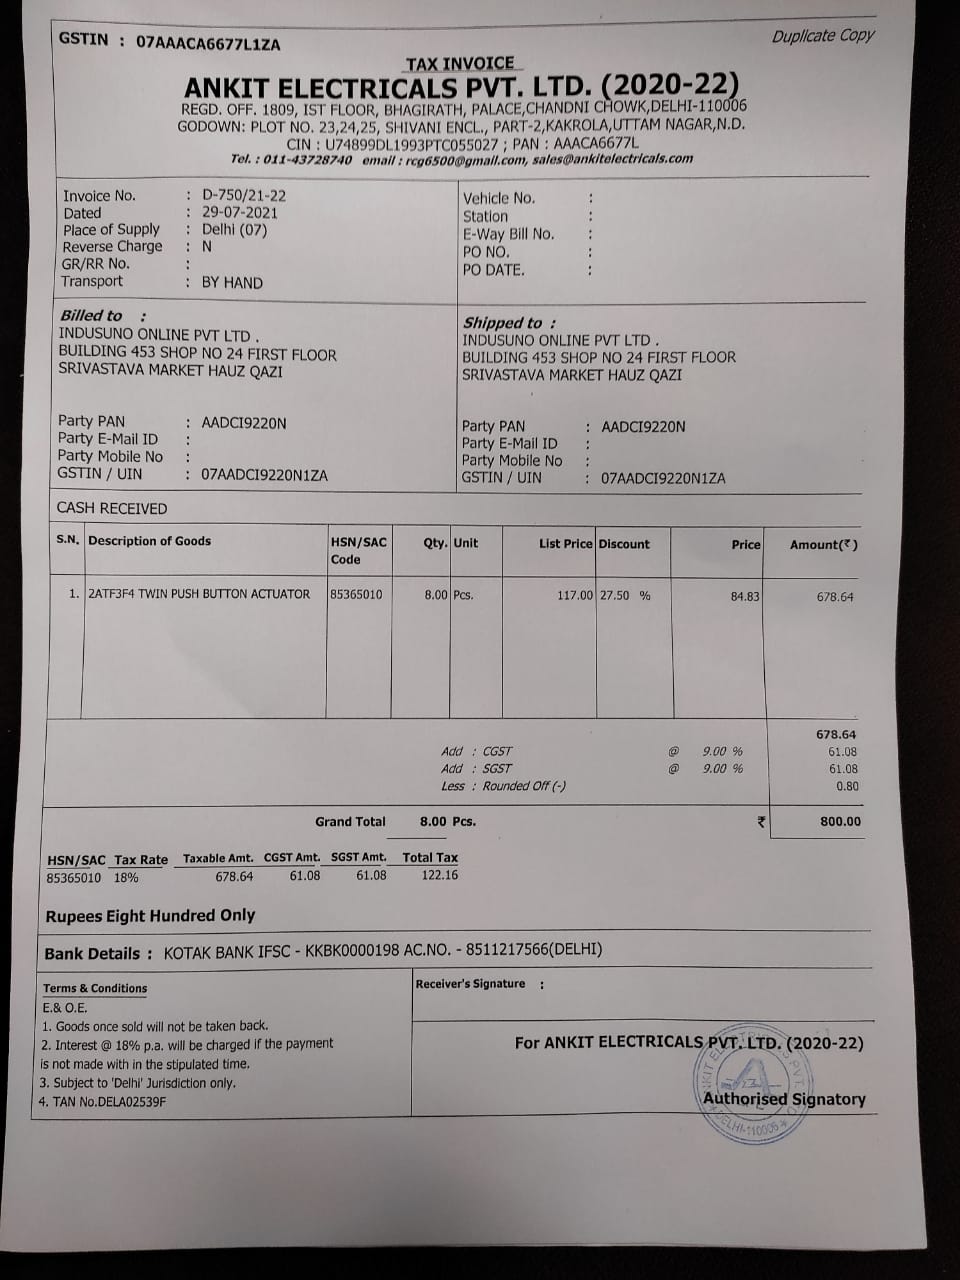 GSTIN : 07AAACA6677L1ZA
Duplicate Copy
TAX INVOICE
ANKIT ELECTRICALS PVT. LTD. (2020-22)
REGD. OFF. 1809, IST FLOOR, BHAGIRATH, PALACE,CHANDNI CHOWK,DELHI-110006
GODOWN: PLOT NO. 23,24,25, SHIVANI ENCL., PART-2,KAKROLA,UTTAM NAGAR,N.D.
CIN : U74899DL1993PTC055027 ; PAN : AAACA6677L
Tel. : 011-43728740 email : rcg6500@gmail.com, sales@ankitelectricals.com
Invoice No. : D-750/21-22
Dated : 29-07-2021
Place of Supply : Delhi (07)
Reverse Charge : N
GR/RR No. :
Transport : BY HAND
Vehicle No. :
Station :
E-Way Bill No. :
PO NO. :
PO DATE. :
Billed to :
INDUSUNO ONLINE PVT LTD .
BUILDING 453 SHOP NO 24 FIRST FLOOR
SRIVASTAVA MARKET HAUZ QAZI
Party PAN : AADCI9220N
Party E-Mail ID :
Party Mobile No :
GSTIN / UIN : 07AADCI9220N1ZA
Shipped to :
INDUSUNO ONLINE PVT LTD .
BUILDING 453 SHOP NO 24 FIRST FLOOR
SRIVASTAVA MARKET HAUZ QAZI
Party PAN : AADCI9220N
Party E-Mail ID :
Party Mobile No :
GSTIN / UIN : 07AADCI9220N1ZA
CASH RECEIVED
S.N. Description of Goods HSN/SAC Code Qty. Unit List Price Discount Price Amount(₹)
1. 2ATF3F4 TWIN PUSH BUTTON ACTUATOR 85365010 8.00 Pcs. 117.00 27.50 % 84.83 678.64
678.64
Add : CGST @ 9.00 % 61.08
Add : SGST @ 9.00 % 61.08
Less : Rounded Off (-) 0.80
Grand Total 8.00 Pcs. ₹ 800.00
HSN/SAC Tax Rate Taxable Amt. CGST Amt. SGST Amt. Total Tax
85365010 18% 678.64 61.08 61.08 122.16
Rupees Eight Hundred Only
Bank Details : KOTAK BANK IFSC - KKBK0000198 AC.NO. - 8511217566(DELHI)
Terms & Conditions
E.& O.E.
1. Goods once sold will not be taken back.
2. Interest @ 18% p.a. will be charged if the payment
is not made with in the stipulated time.
3. Subject to 'Delhi' Jurisdiction only.
4. TAN No.DELA02539F
Receiver's Signature :
For ANKIT ELECTRICALS PVT. LTD. (2020-22)
Authorised Signatory
ANKIT ELECTRICALS PVT. LTD.
DELHI-110006